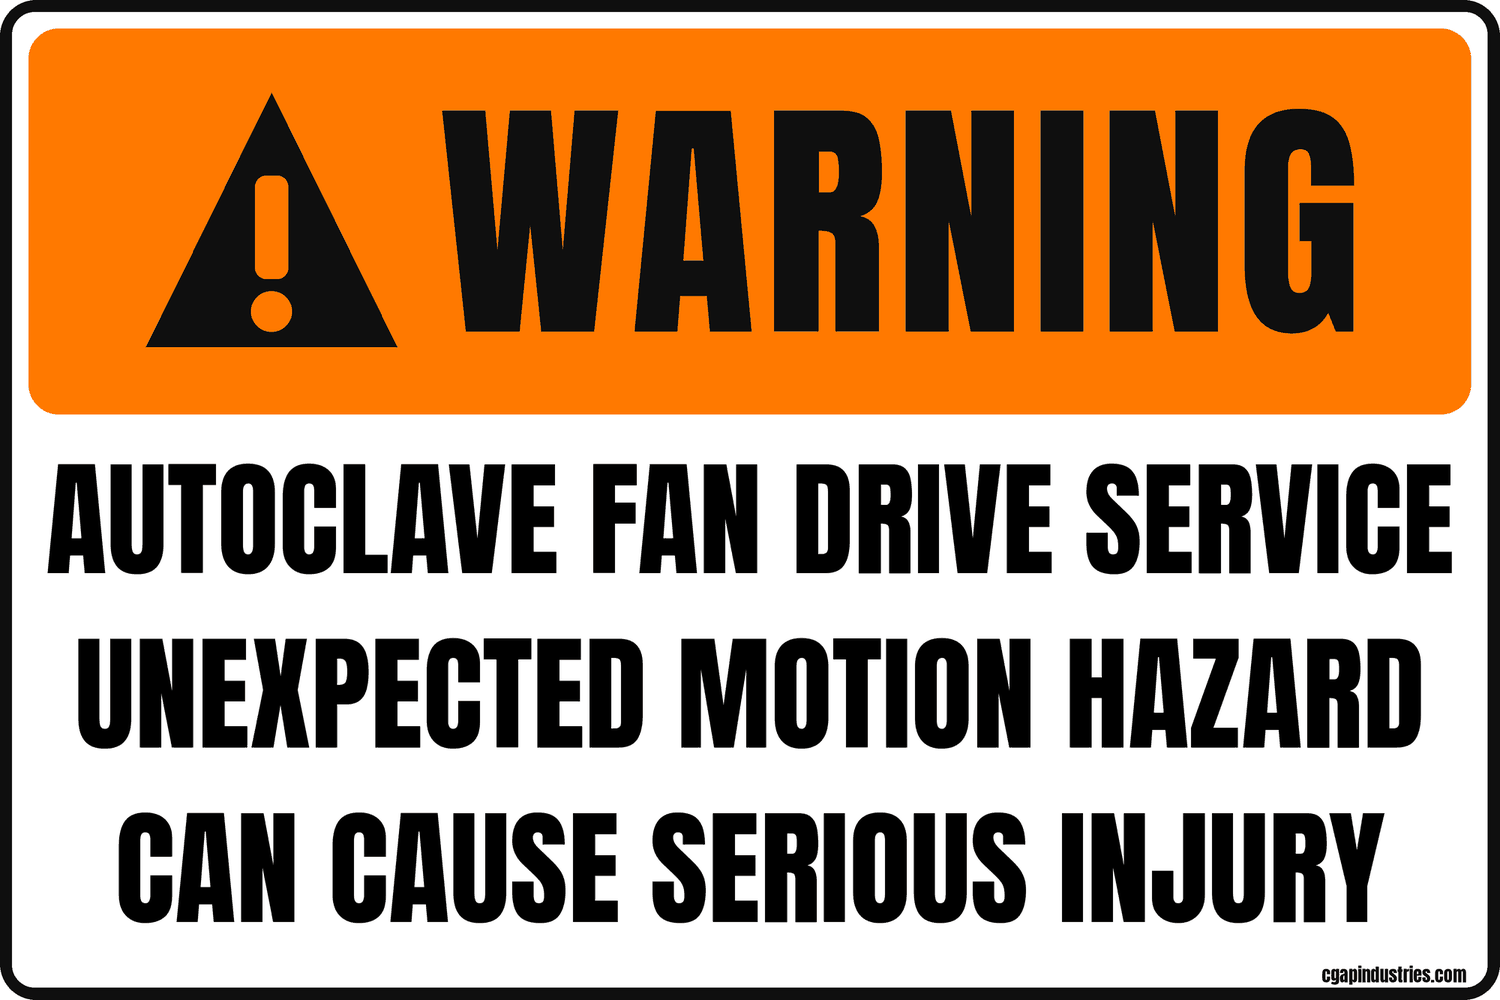 WARNING
AUTOCLAVE FAN DRIVE SERVICE
UNEXPECTED MOTION HAZARD
CAN CAUSE SERIOUS INJURY
cgapindustries.com